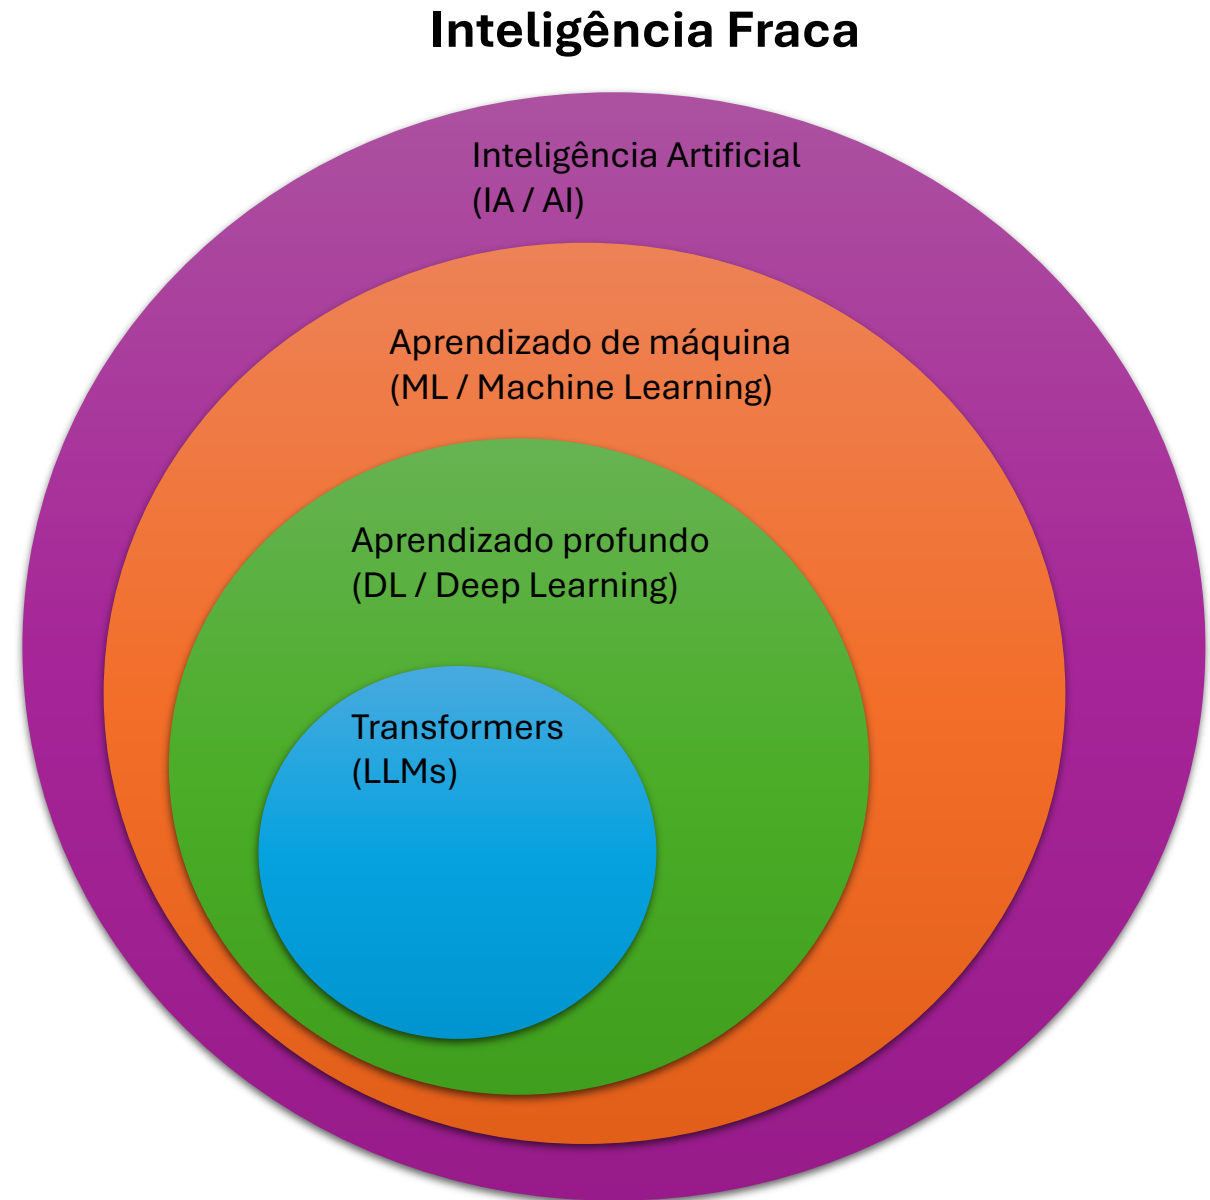 Inteligência Fraca
Inteligência Artificial
(IA / AI)
Aprendizado de máquina
(ML / Machine Learning)
Aprendizado profundo
(DL / Deep Learning)
Transformers
(LLMs)